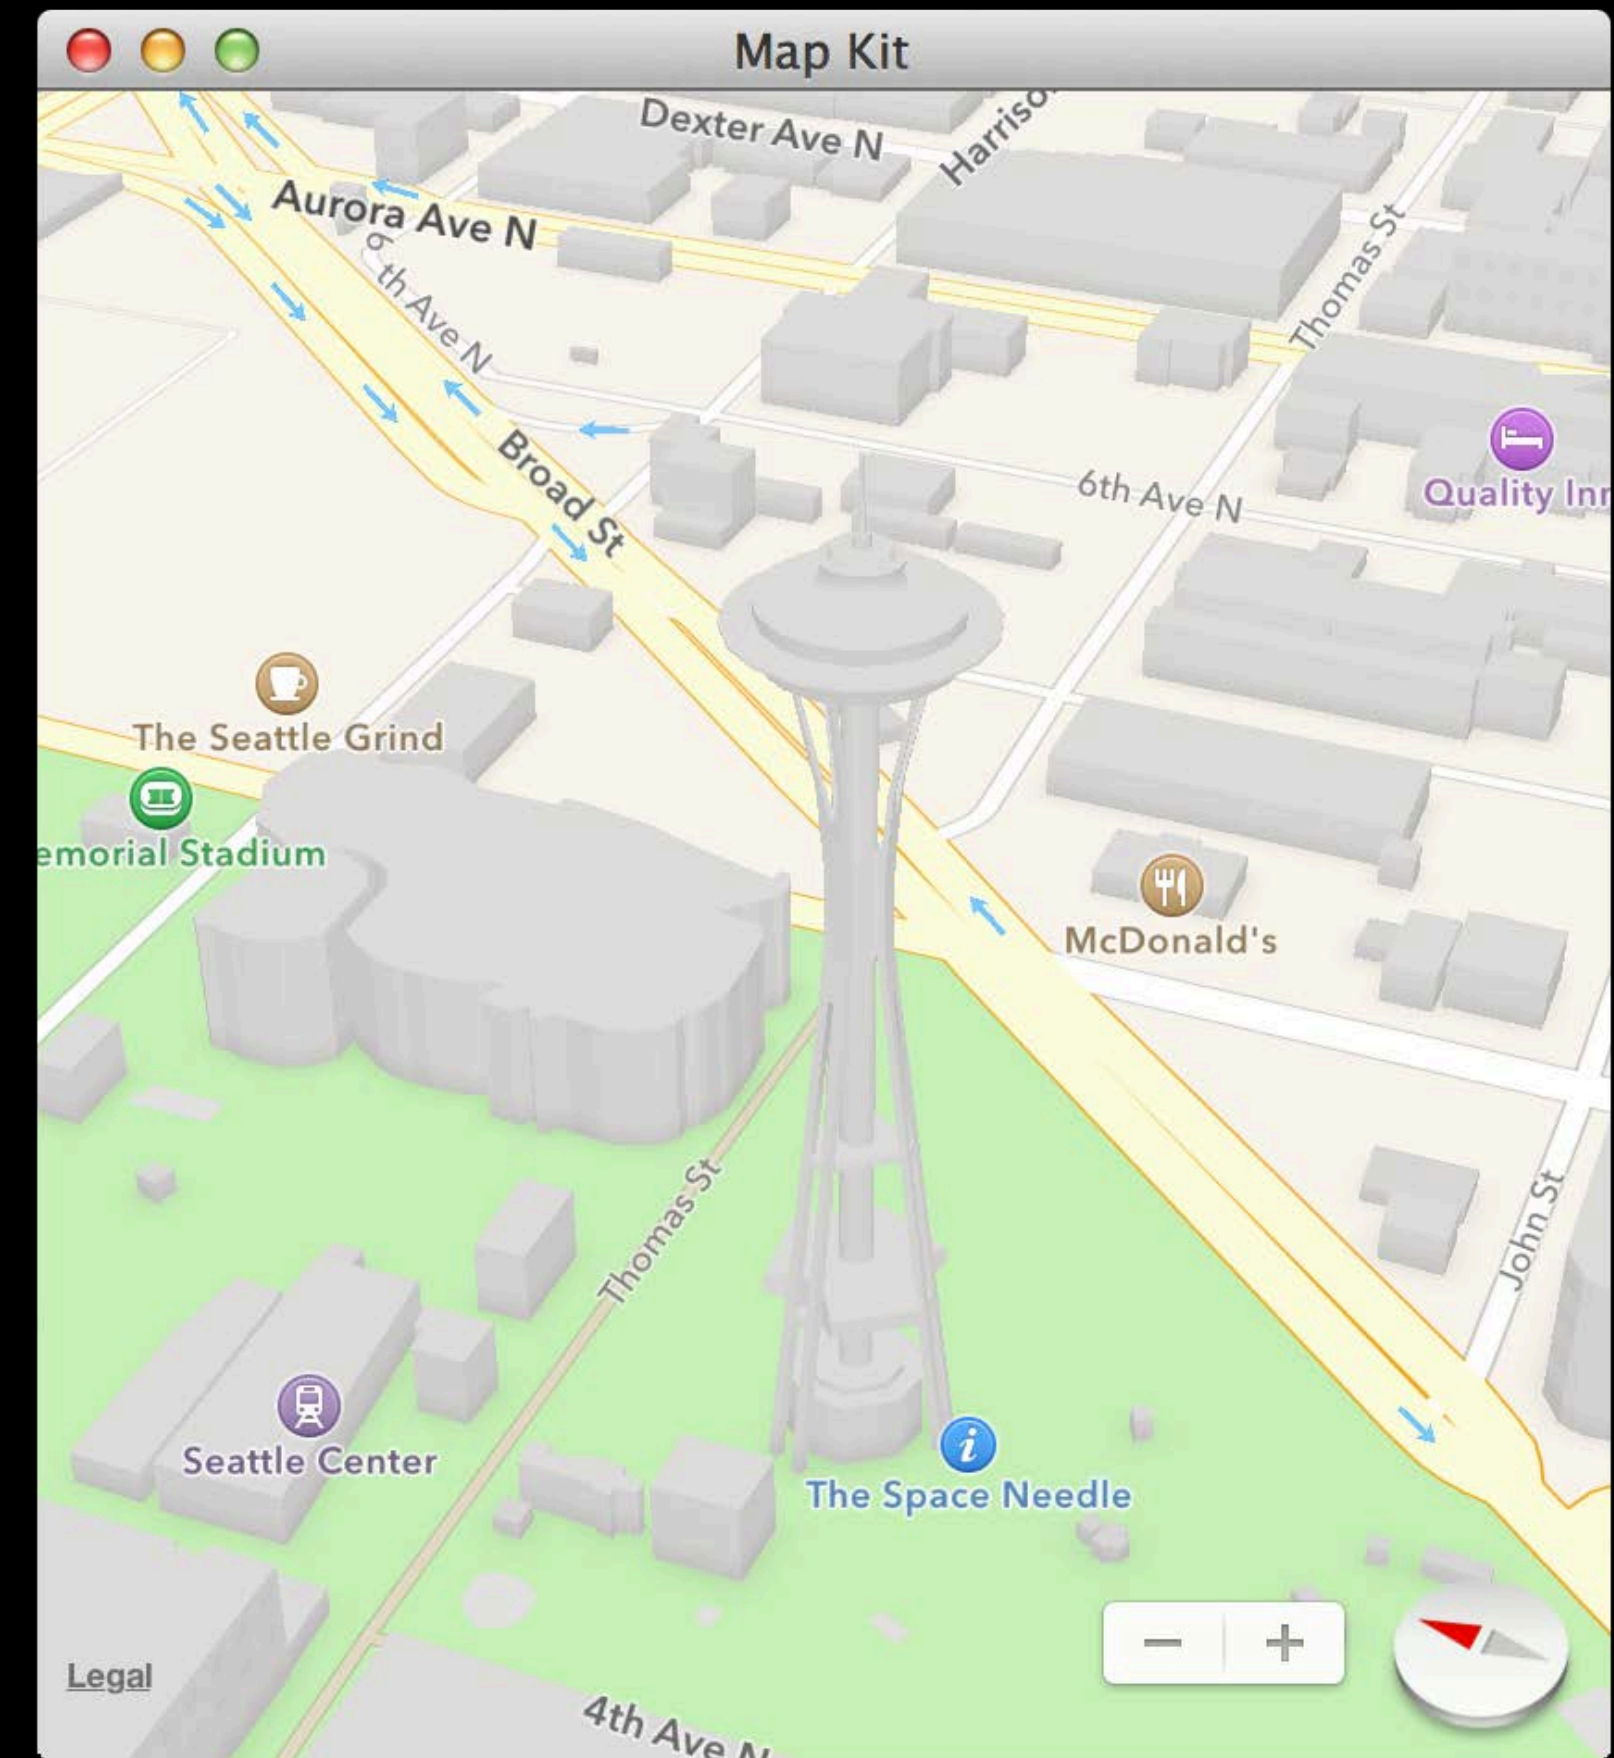 Map Kit
Dexter Ave N
Harriso
Aurora Ave N
Thomas St
6th Ave N
Broad St
6th Ave N
Quality Inn
The Seattle Grind
emorial Stadium
McDonald's
Thomas St
John St
Seattle Center
The Space Needle
Legal
4th Ave N